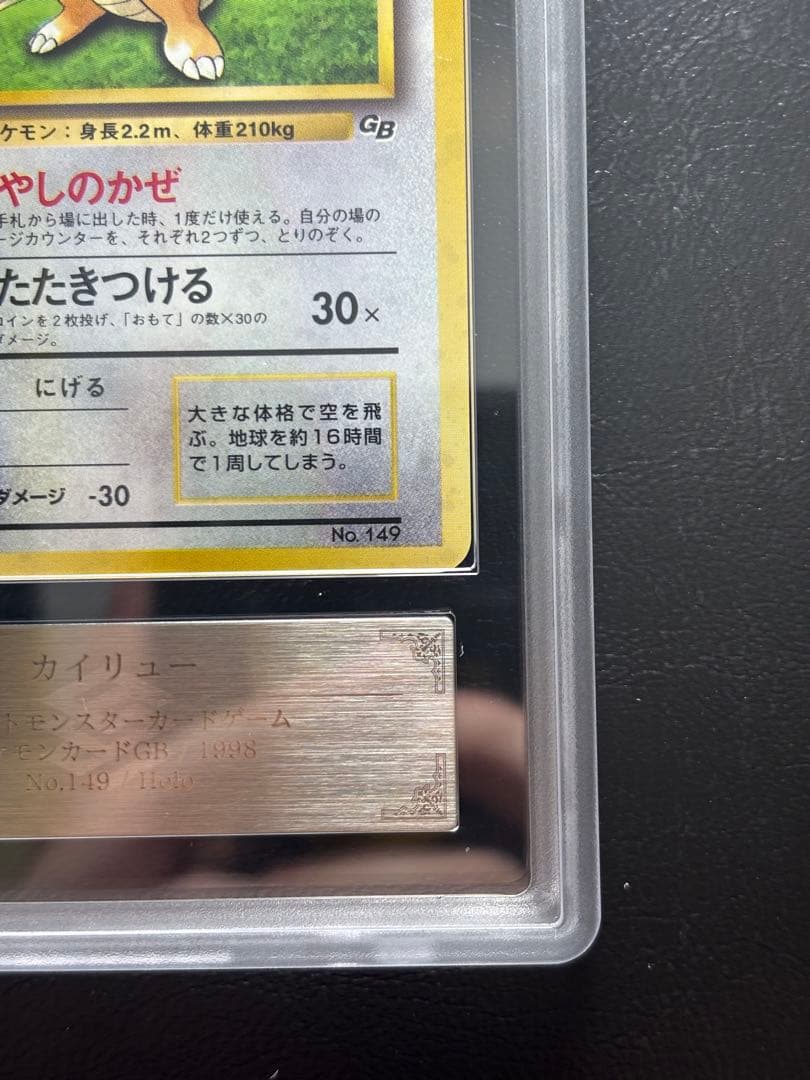 ケモン：身長2.2m、体重210kg
GB
やしのかぜ
手札から場に出した時、1度だけ使える。自分の場の
ージカウンターを、それぞれ2つずつ、とりのぞく。
たたきつける
30×
コインを2枚投げ、「おもて」の数×30の
ダメージ。
にげる
大きな体格で空を飛
ぶ。地球を約16時間
で1周してしまう。
ダメージ -30
No. 149
カイリュー
トモンスターカードゲーム
モンカードGB 1998
No.149 / Holo